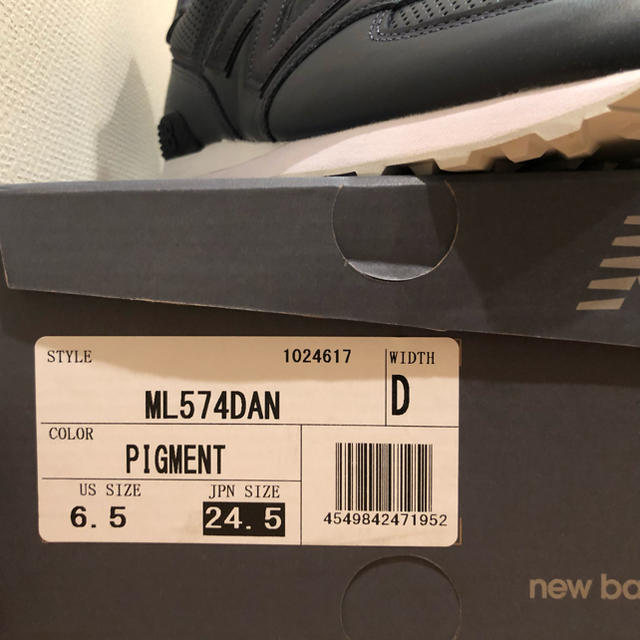 STYLE 1024617 WIDTH
ML574DAN D
COLOR
PIGMENT
US SIZE JPN SIZE
6.5 24.5
4549842471952
new ba